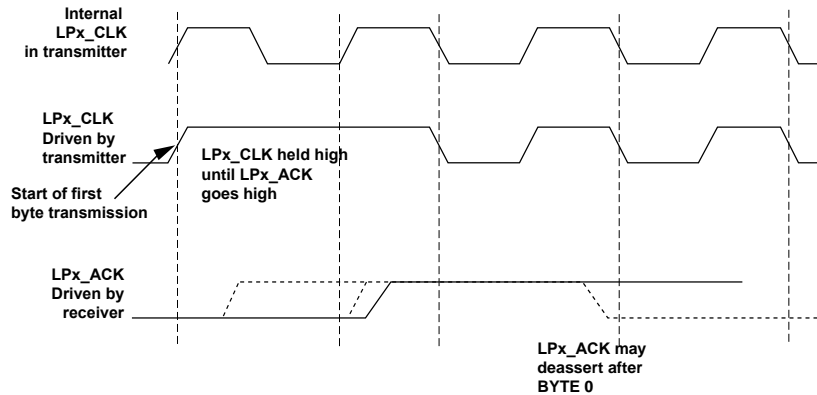 Internal
LPx_CLK
in transmitter
LPx_CLK
Driven by
transmitter
LPx_CLK held high
until LPx_ACK
goes high
Start of first
byte transmission
LPx_ACK
Driven by
receiver
LPx_ACK may
deassert after
BYTE 0